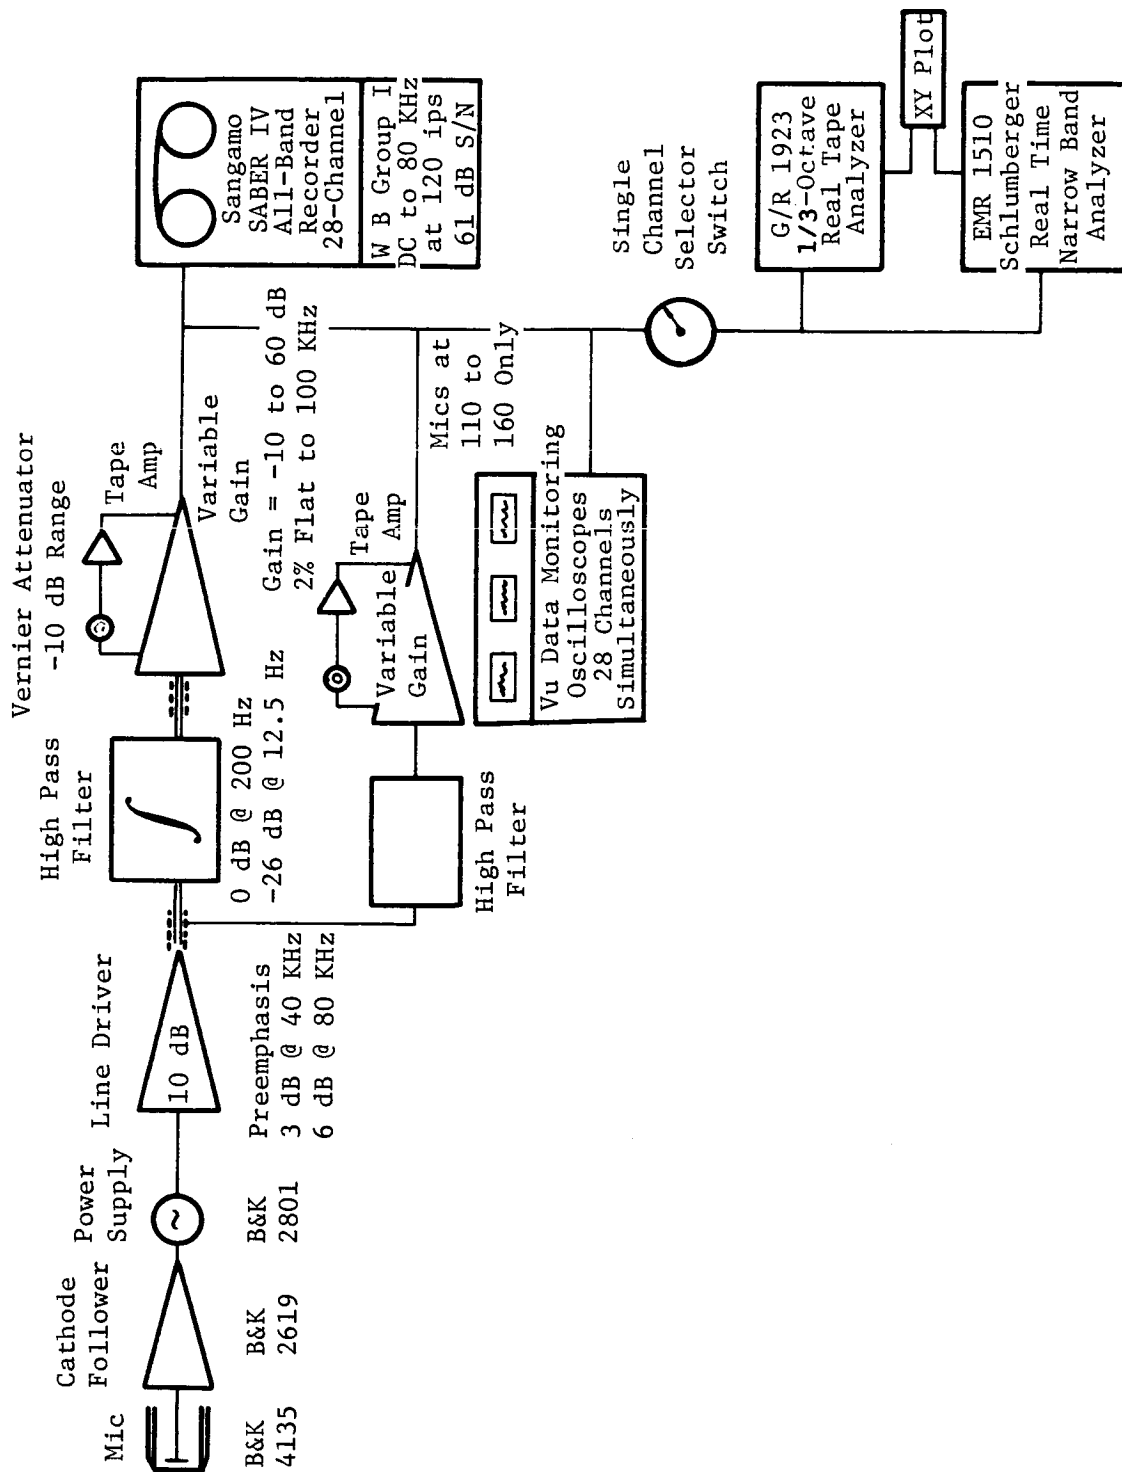 Mic
B&K
4135
Cathode
Follower
B&K
2619
Power
Supply
B&K
2801
Line Driver
10 dB
Preemphasis
3 dB @ 40 KHz
6 dB @ 80 KHz
High Pass
Filter
∫
0 dB @ 200 Hz
-26 dB @ 12.5 Hz
Vernier Attenuator
-10 dB Range
Tape
Amp
Variable
Gain
Gain = -10 to 60 dB
2% Flat to 100 KHz
Sangamo
SABER IV
All-Band
Recorder
28-Channel
W B Group I
DC to 80 KHz
at 120 ips
61 dB S/N
High Pass
Filter
Variable
Gain
Tape
Amp
Mics at
110 to
160 Only
Vu Data Monitoring
Oscilloscopes
28 Channels
Simultaneously
Single
Channel
Selector
Switch
G/R 1923
1/3-Octave
Real Tape
Analyzer
XY Plot
EMR 1510
Schlumberger
Real Time
Narrow Band
Analyzer